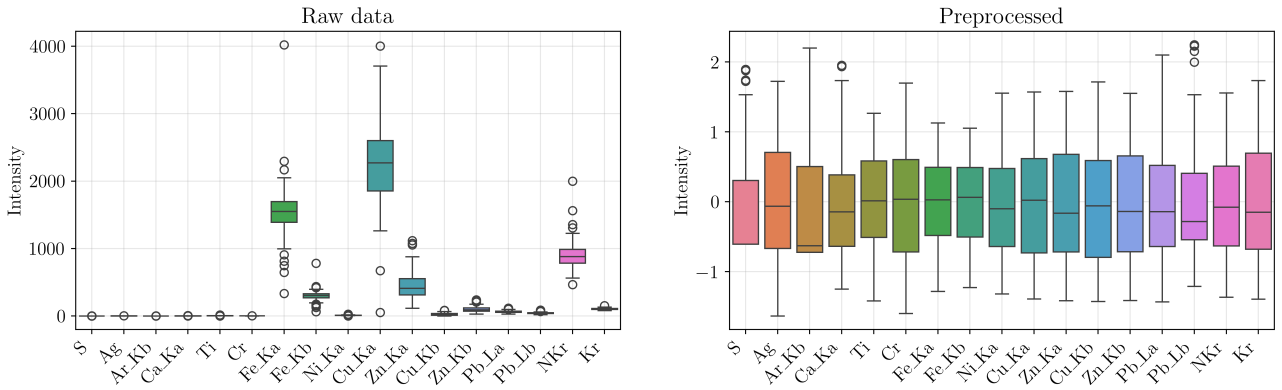 Raw data
Intensity
4000
3000
2000
1000
0
S Ag Ar_Kb Ca_Ka Ti Cr Fe_Ka Fe_Kb Ni_Ka Cu_Ka Zn_Ka Cu_Kb Zn_Kb Pb_La Pb_Lb NKr Kr
Preprocessed
Intensity
2
1
0
−1
S Ag Ar_Kb Ca_Ka Ti Cr Fe_Ka Fe_Kb Ni_Ka Cu_Ka Zn_Ka Cu_Kb Zn_Kb Pb_La Pb_Lb NKr Kr